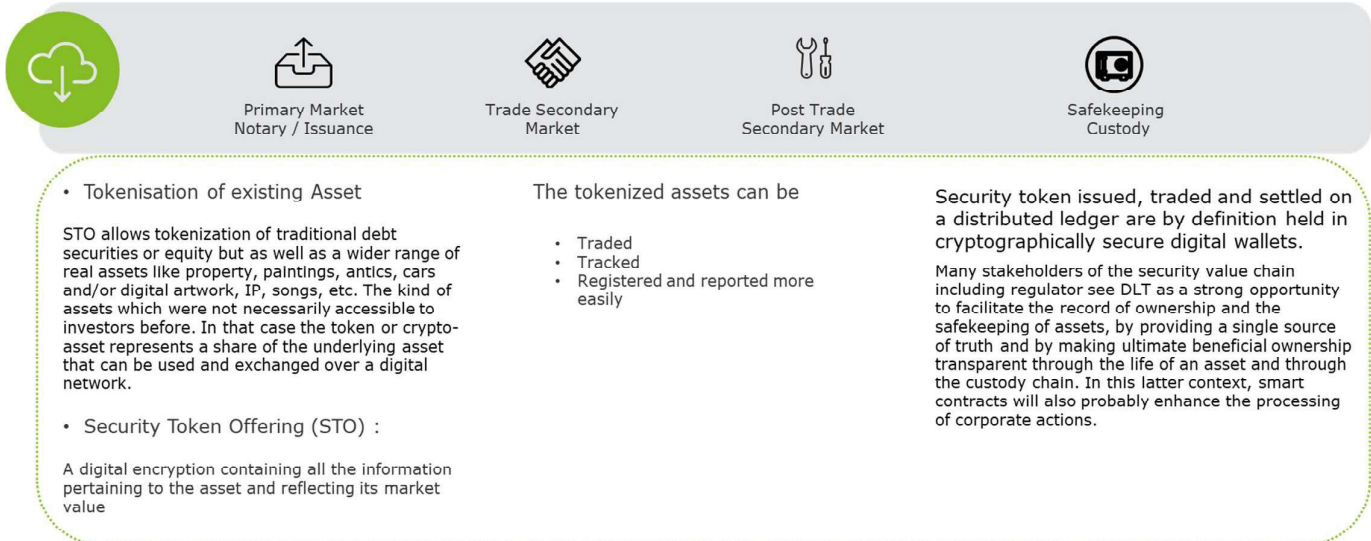 Primary Market
Notary / Issuance
Trade Secondary
Market
Post Trade
Secondary Market
Safekeeping
Custody
• Tokenisation of existing Asset
STO allows tokenization of traditional debt
securities or equity but as well as a wider range of
real assets like property, paintings, antics, cars
and/or digital artwork, IP, songs, etc. The kind of
assets which were not necessarily accessible to
investors before. In that case the token or crypto-
asset represents a share of the underlying asset
that can be used and exchanged over a digital
network.
• Security Token Offering (STO) :
A digital encryption containing all the information
pertaining to the asset and reflecting its market
value
The tokenized assets can be
• Traded
• Tracked
• Registered and reported more
easily
Security token issued, traded and settled on
a distributed ledger are by definition held in
cryptographically secure digital wallets.
Many stakeholders of the security value chain
including regulator see DLT as a strong opportunity
to facilitate the record of ownership and the
safekeeping of assets, by providing a single source
of truth and by making ultimate beneficial ownership
transparent through the life of an asset and through
the custody chain. In this latter context, smart
contracts will also probably enhance the processing
of corporate actions.